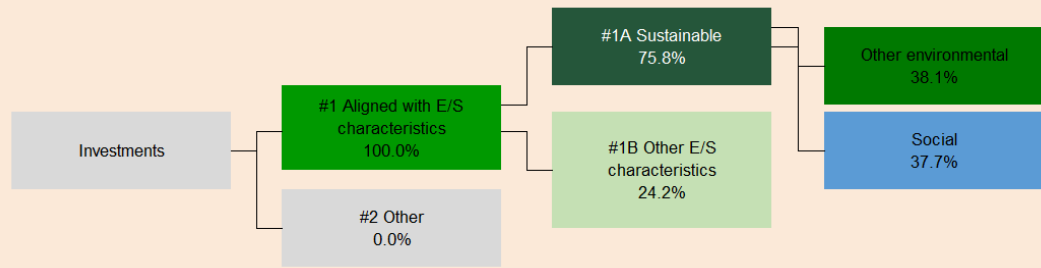 #1A Sustainable
75.8%
Other environmental
38.1%
#1 Aligned with E/S
characteristics
100.0%
Investments
#1B Other E/S
characteristics
24.2%
Social
37.7%
#2 Other
0.0%